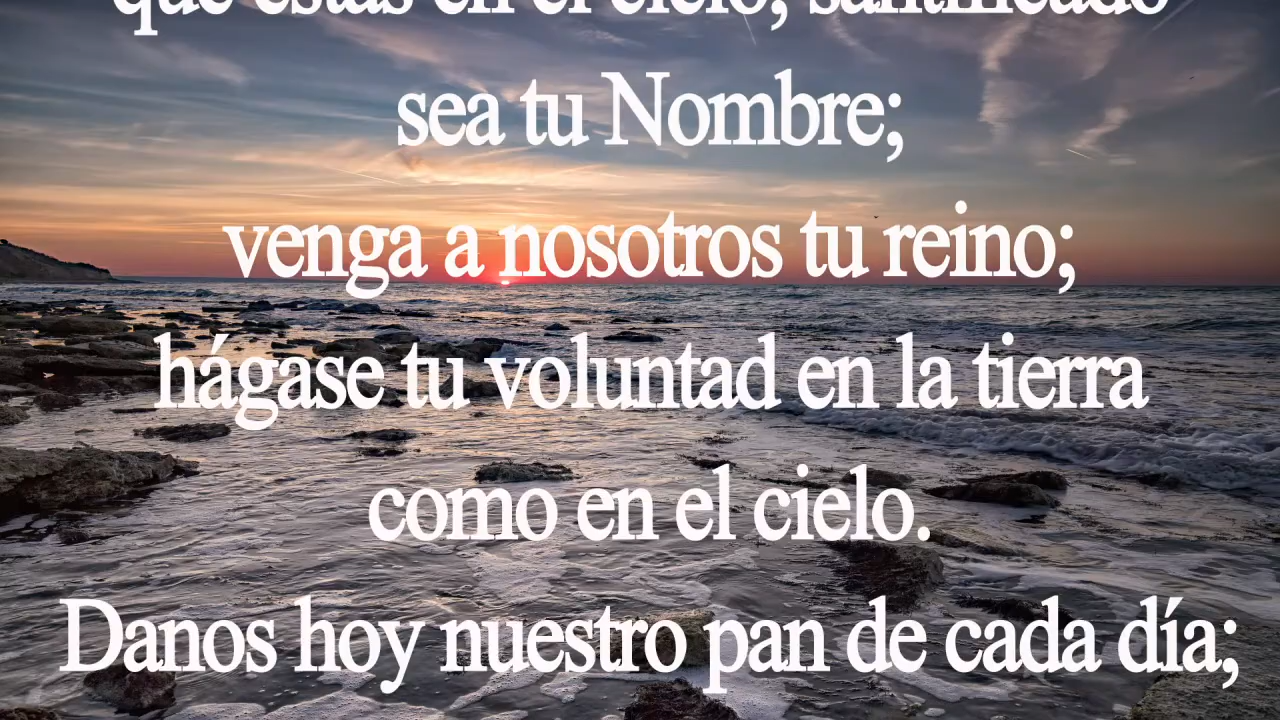 que estás en el cielo, santificado
sea tu Nombre;
venga a nosotros tu reino;
hágase tu voluntad en la tierra
como en el cielo.
Danos hoy nuestro pan de cada día;